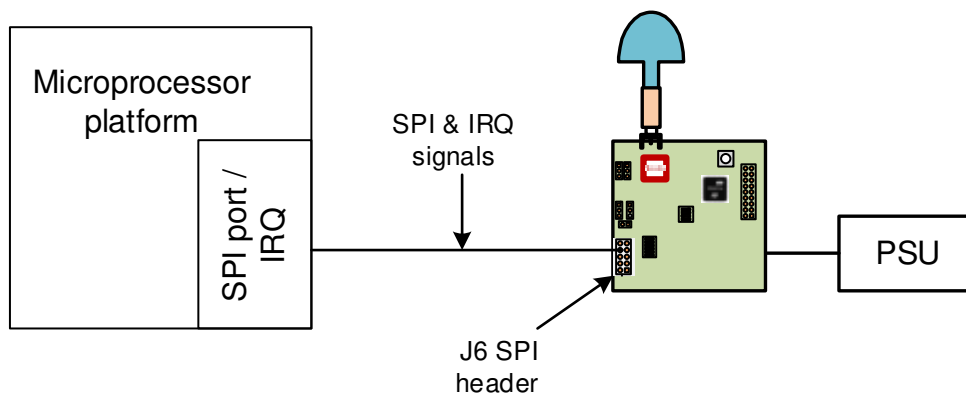 Microprocessor
platform
SPI port /
IRQ
SPI & IRQ
signals
J6 SPI
header
PSU